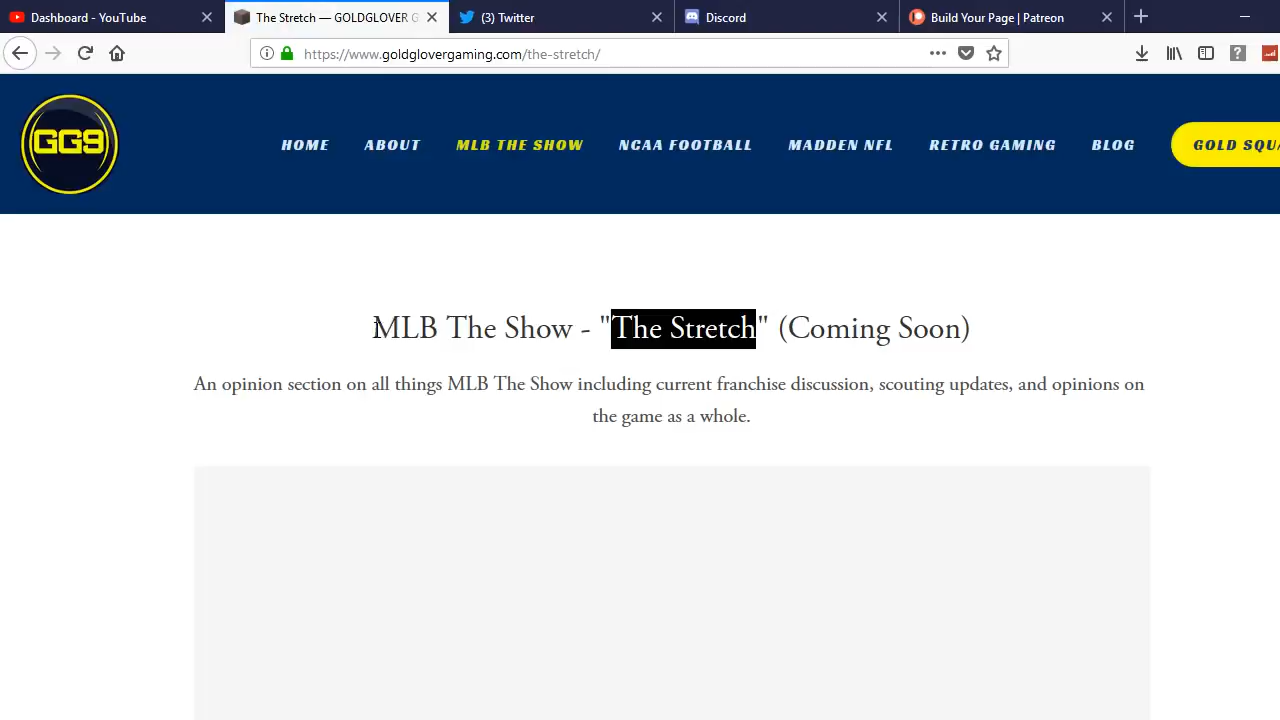 Dashboard - YouTube
The Stretch — GOLDGLOVER G
(3) Twitter
Discord
Build Your Page | Patreon
https://www.goldglovergaming.com/the-stretch/
GG9
HOME
ABOUT
MLB THE SHOW
NCAA FOOTBALL
MADDEN NFL
RETRO GAMING
BLOG
GOLD SQUA
MLB The Show - "The Stretch" (Coming Soon)
An opinion section on all things MLB The Show including current franchise discussion, scouting updates, and opinions on
the game as a whole.